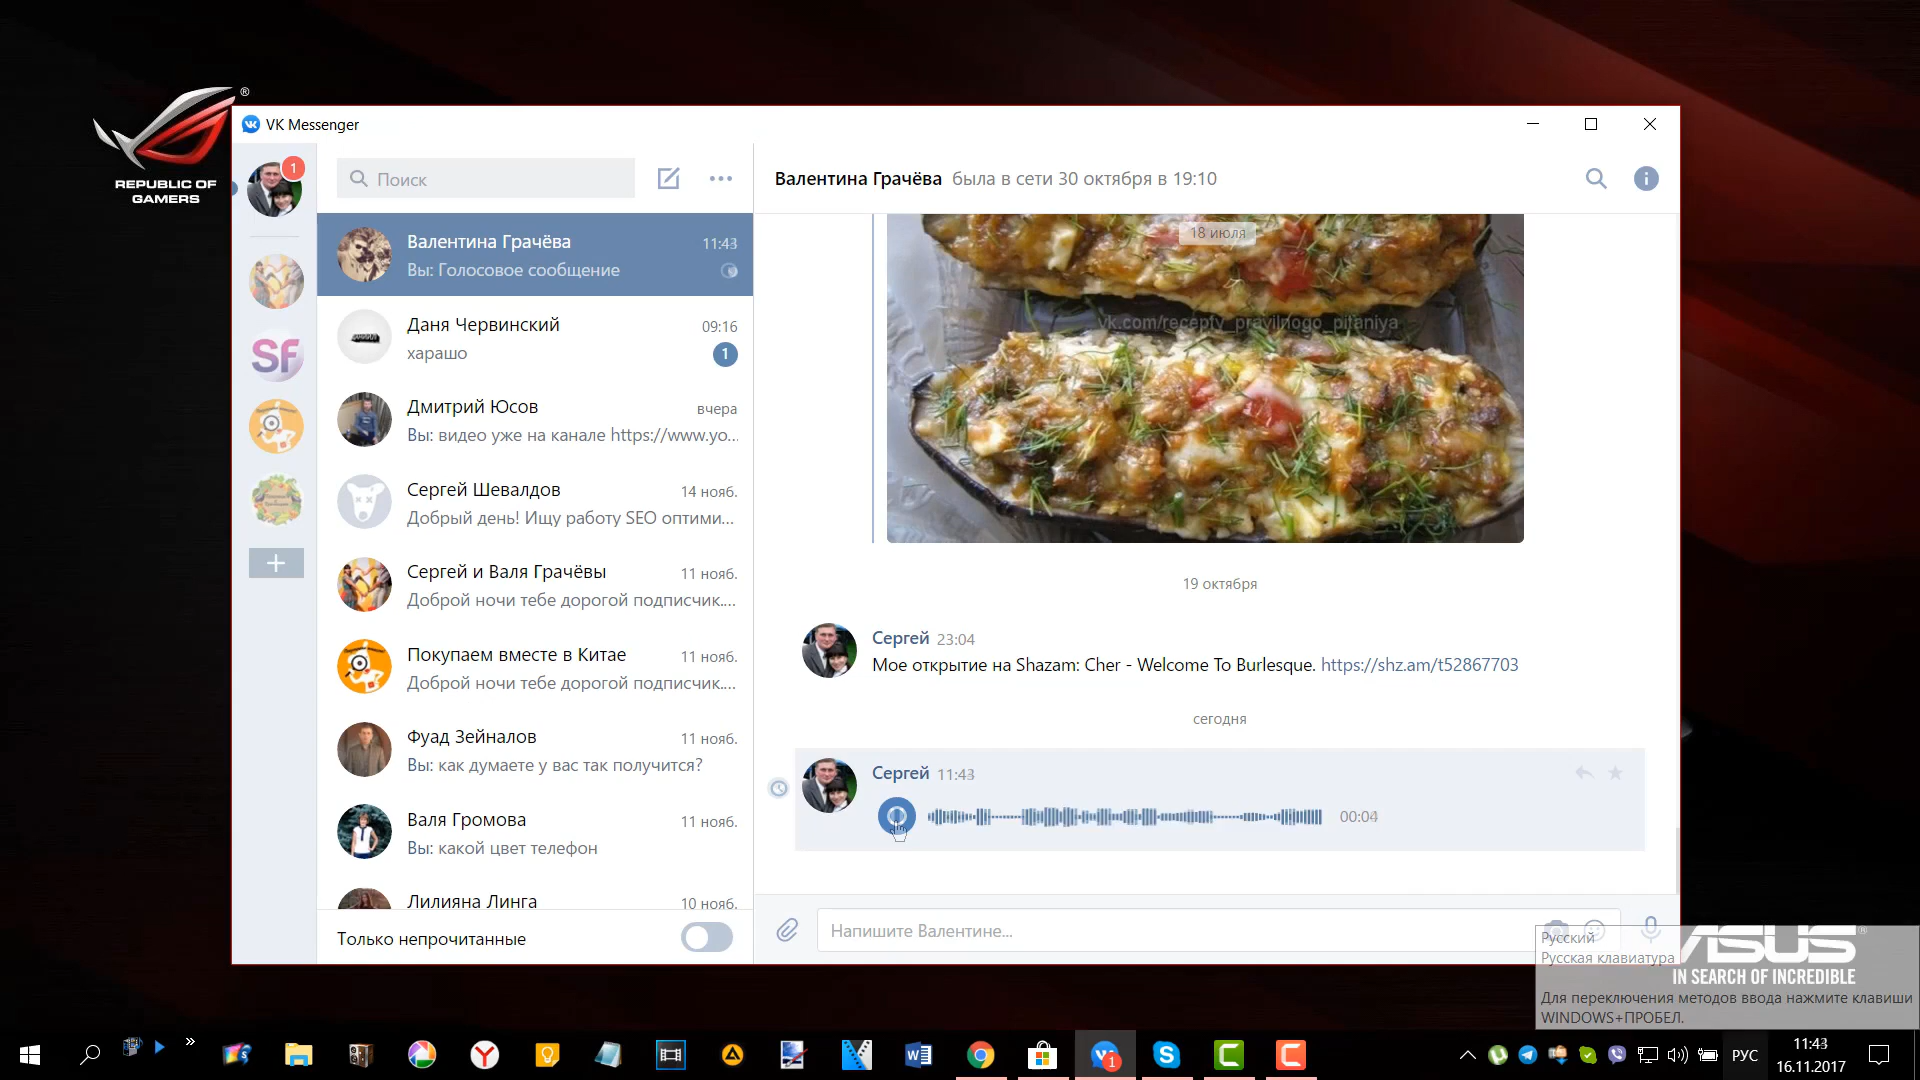 REPUBLIC OF
GAMERS
®
VK Messenger
1
Поиск
Валентина Грачёва была в сети 30 октября в 19:10
SF
Валентина Грачёва 11:43
Вы: Голосовое сообщение
Даня Червинский 09:16
харашо 1
Дмитрий Юсов вчера
Вы: видео уже на канале https://www.yo...
Сергей Шевалдов 14 нояб.
Добрый день! Ищу работу SEO оптими...
Сергей и Валя Грачёвы 11 нояб.
Доброй ночи тебе дорогой подписчик....
Покупаем вместе в Китае 11 нояб.
Доброй ночи тебе дорогой подписчик....
Фуад Зейналов 11 нояб.
Вы: как думаете у вас так получится?
Валя Громова 11 нояб.
Вы: какой цвет телефон
Лилияна Линга 10 нояб.
Только непрочитанные
18 июля
vk.com/recepty_pravilnogo_pitaniya
19 октября
Сергей 23:04
Мое открытие на Shazam: Cher - Welcome To Burlesque. https://shz.am/t52867703
сегодня
Сергей 11:43
00:04
Напишите Валентине...
Русский
Русская клавиатура
Для переключения методов ввода нажмите клавиши
WINDOWS+ПРОБЕЛ.
ASUS
IN SEARCH OF INCREDIBLE
1
РУС
11:43
16.11.2017